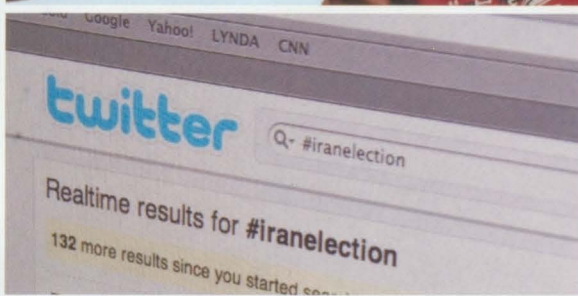 Google Yahoo! LYNDA CNN
twitter
#iranelection
Realtime results for #iranelection
132 more results since you started